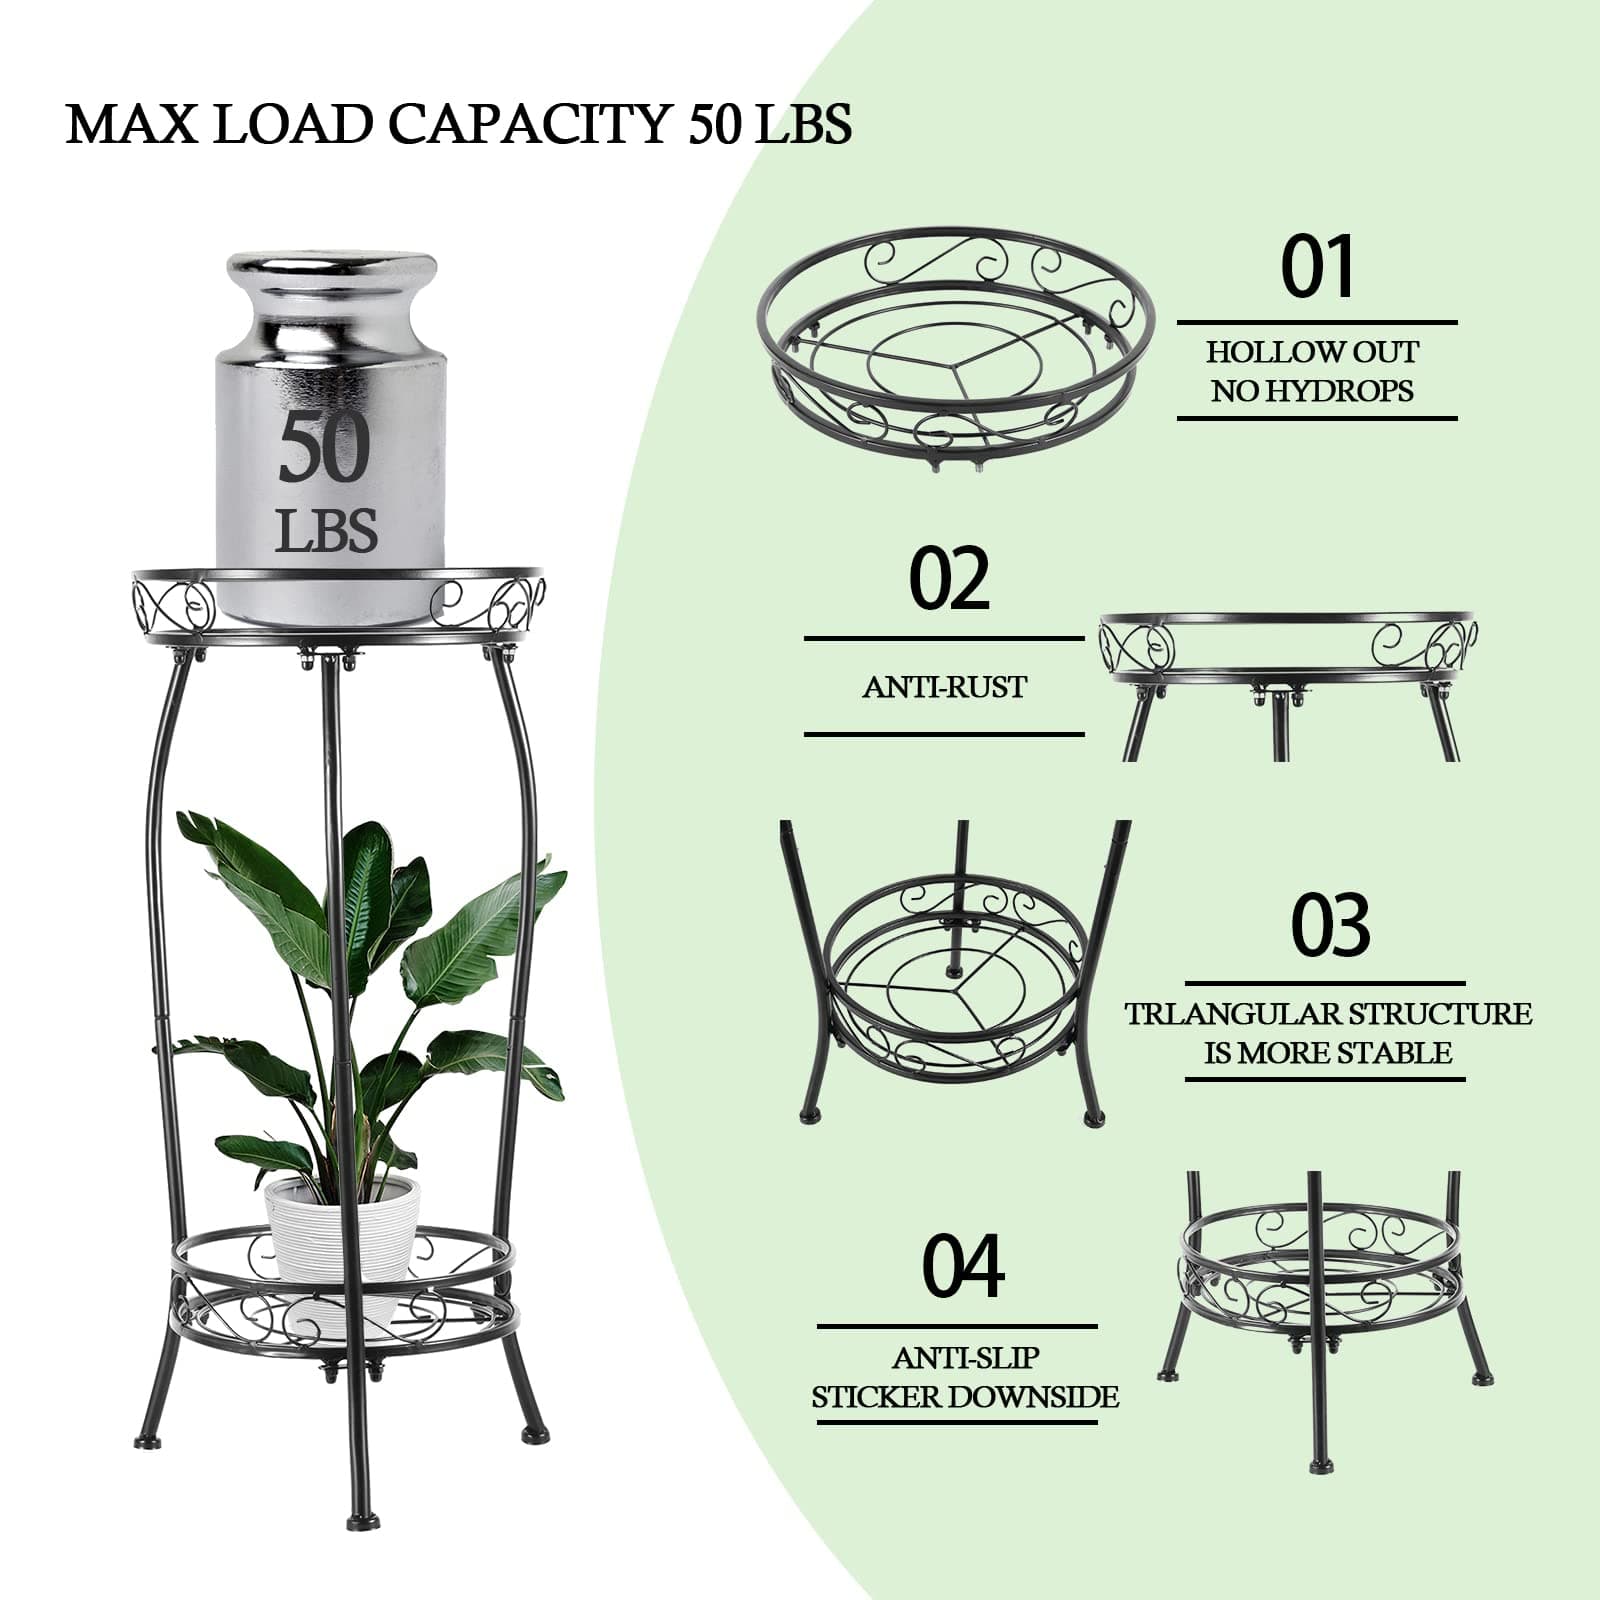 MAX LOAD CAPACITY 50 LBS
50
LBS
01
HOLLOW OUT
NO HYDROPS
02
ANTI-RUST
03
TRLANGULAR STRUCTURE
IS MORE STABLE
04
ANTI-SLIP
STICKER DOWNSIDE